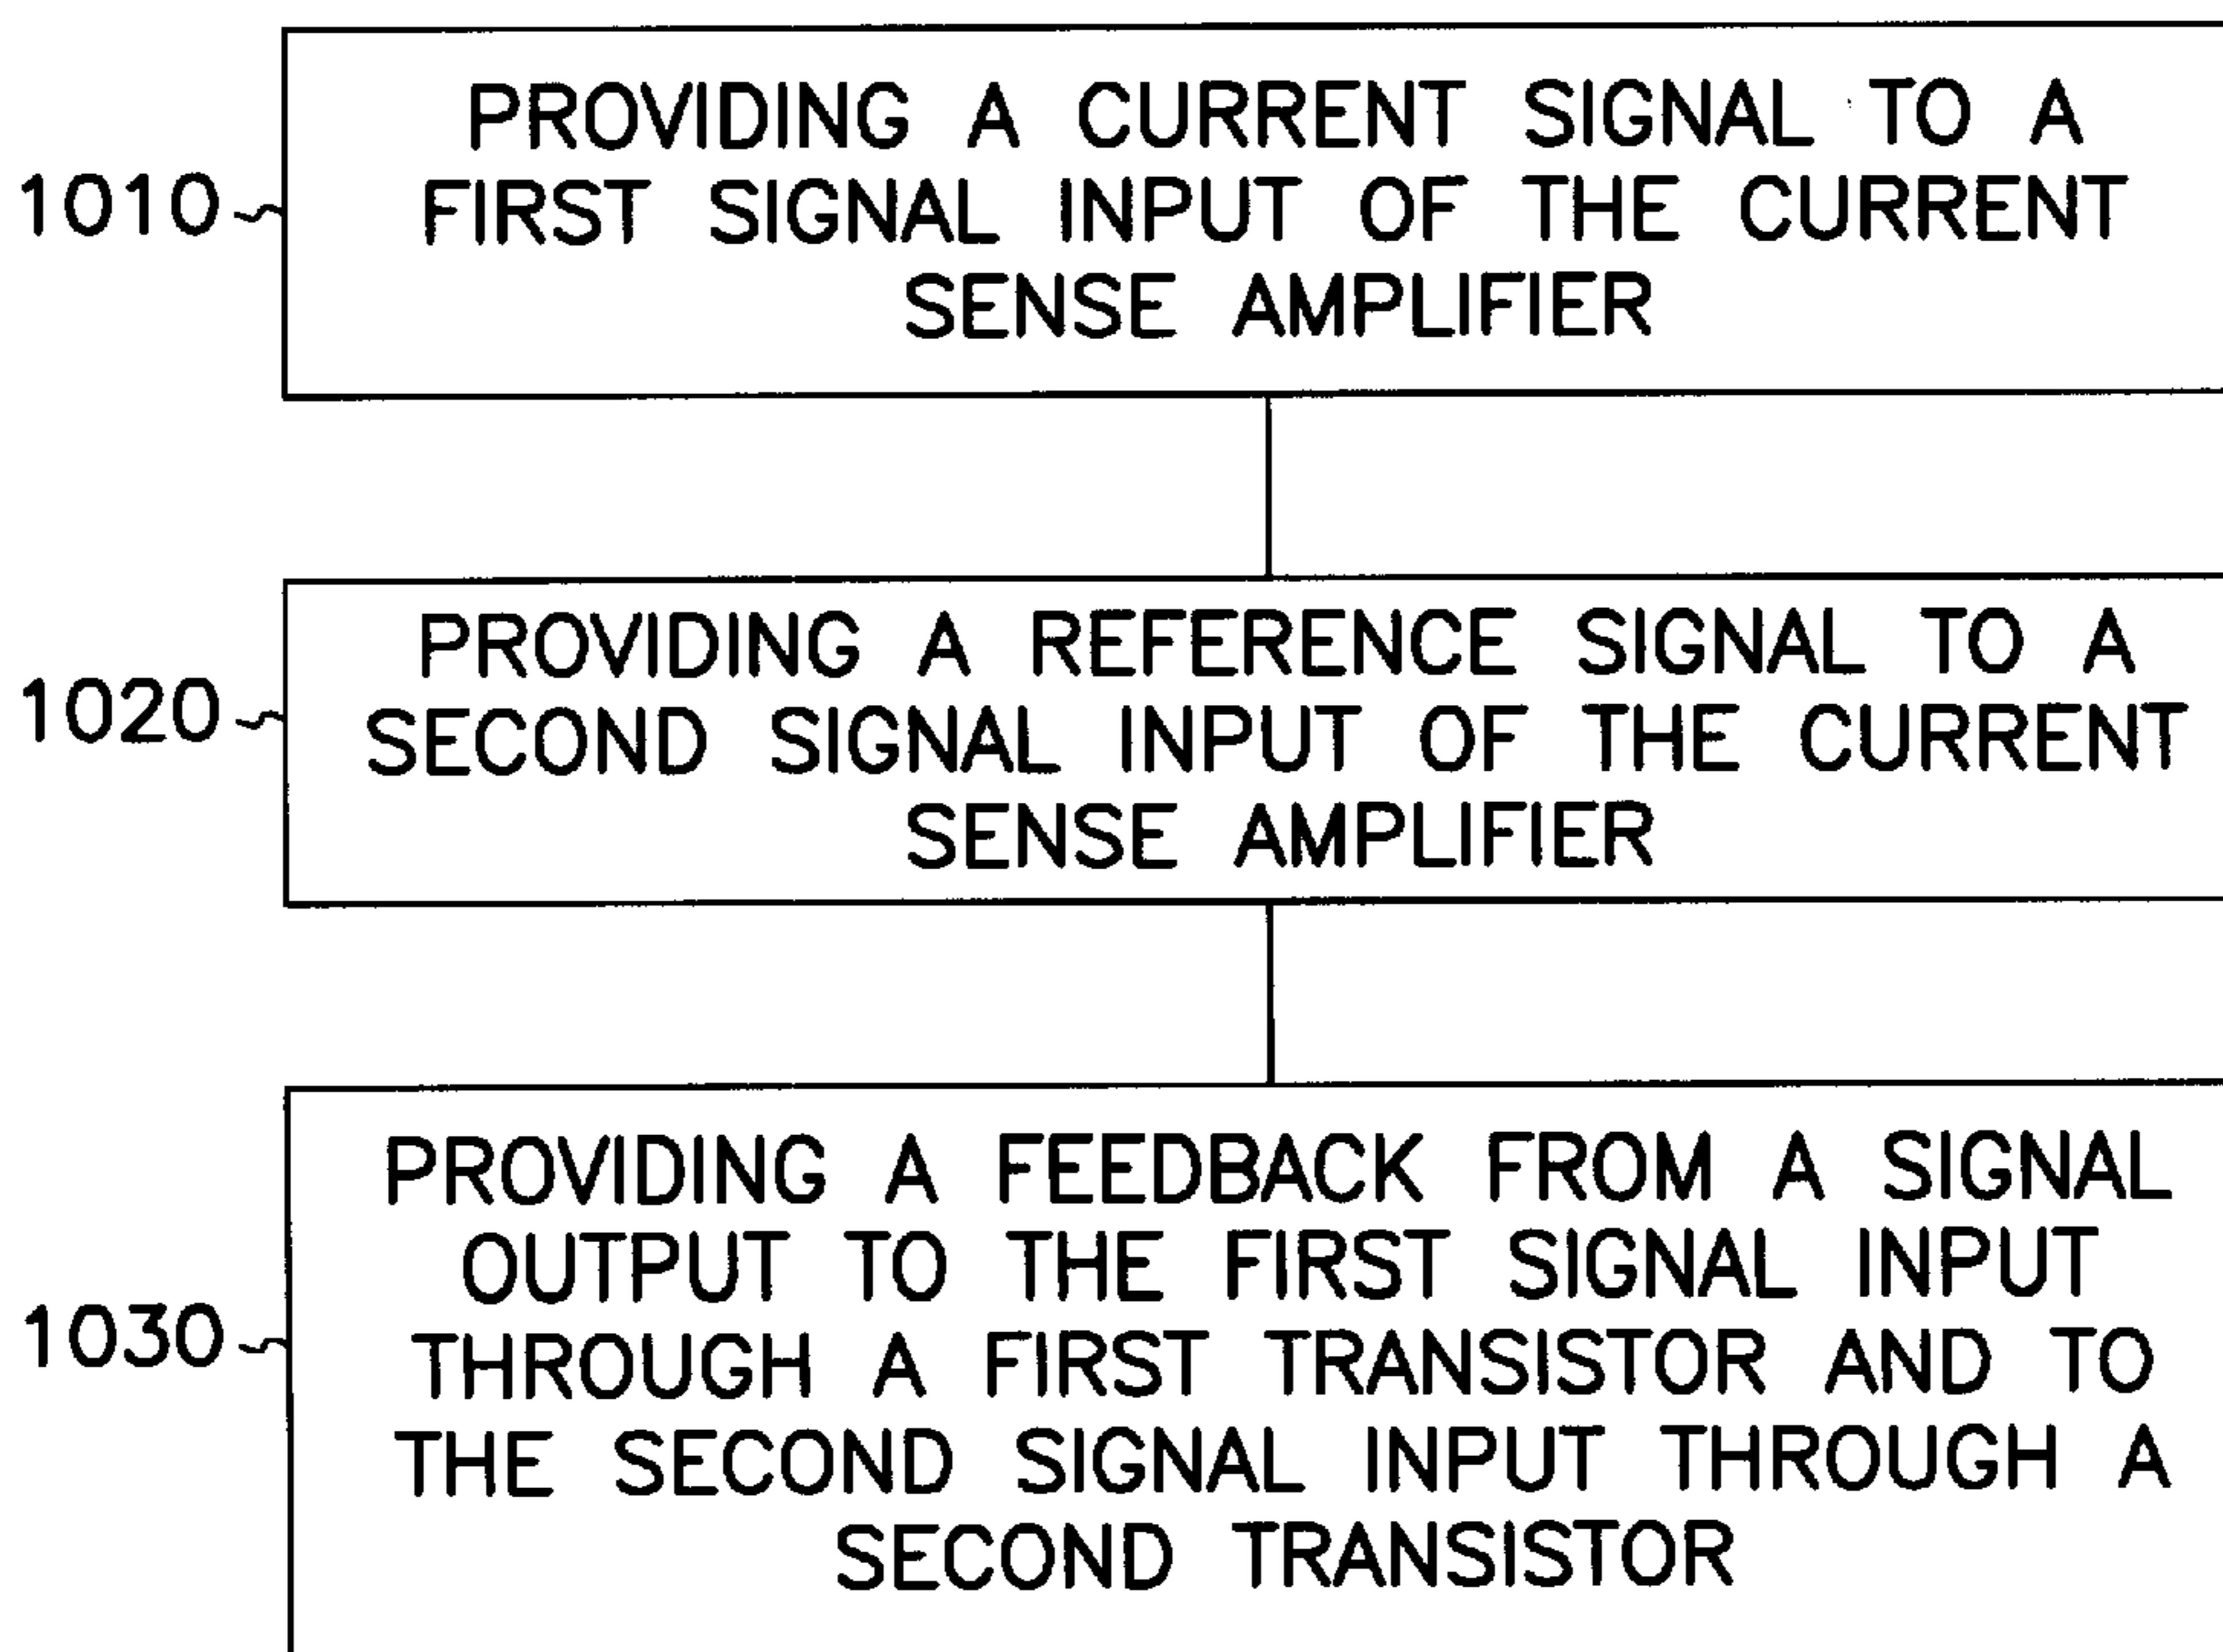 PROVIDING A CURRENT SIGNAL TO A
1010 FIRST SIGNAL INPUT OF THE CURRENT
SENSE AMPLIFIER
PROVIDING A REFERENCE SIGNAL TO A
1020 SECOND SIGNAL INPUT OF THE CURRENT
SENSE AMPLIFIER
PROVIDING A FEEDBACK FROM A SIGNAL
OUTPUT TO THE FIRST SIGNAL INPUT
1030 THROUGH A FIRST TRANSISTOR AND TO
THE SECOND SIGNAL INPUT THROUGH A
SECOND TRANSISTOR